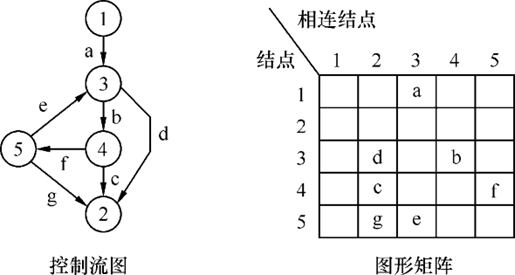 相连结点
结点 1 2 3 4 5
1 a
2
3 d b
4 c f
5 g e
图形矩阵
1
a
3
e b d
5 4
f
g c
2
控制流图